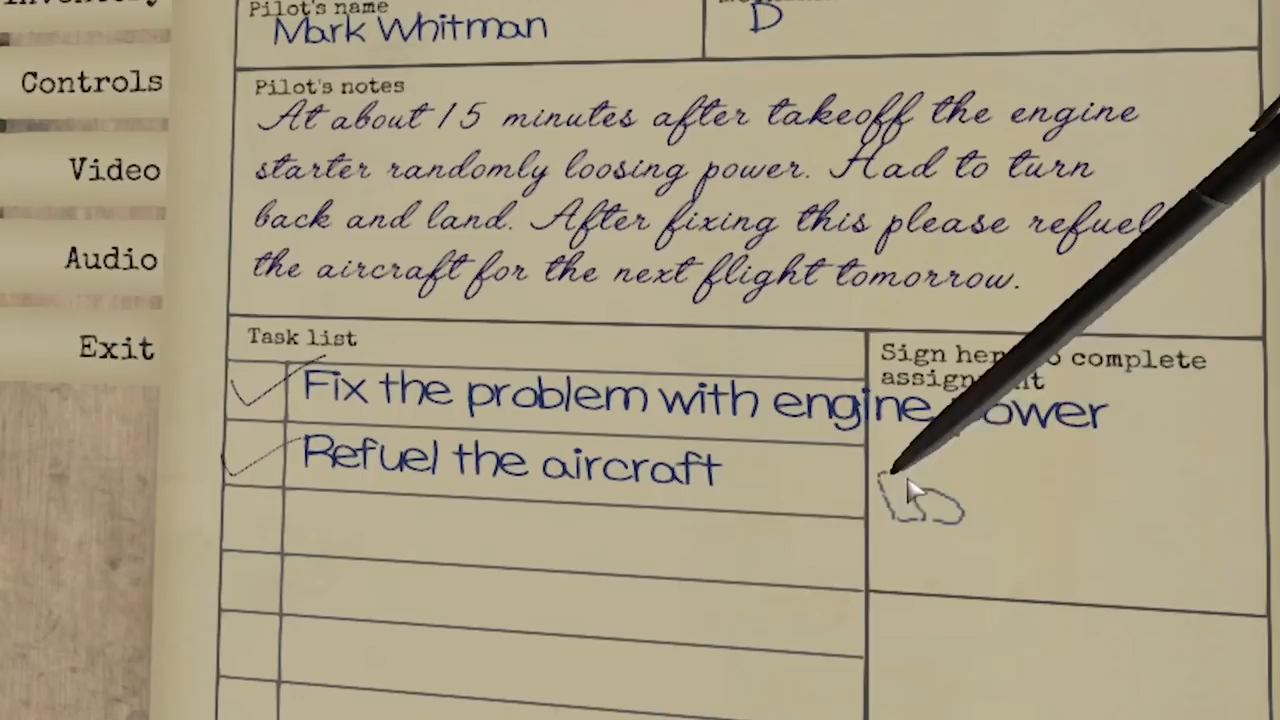 Pilot's name
Mark Whitman
D
Controls
Pilot's notes
Video
At about 15 minutes after takeoff the engine
starter randomly loosing power. Had to turn
back and land. After fixing this please refuel
the aircraft for the next flight tomorrow.
Audio
Exit
Task list
Sign here to complete
assignment
Fix the problem with engine power
Refuel the aircraft